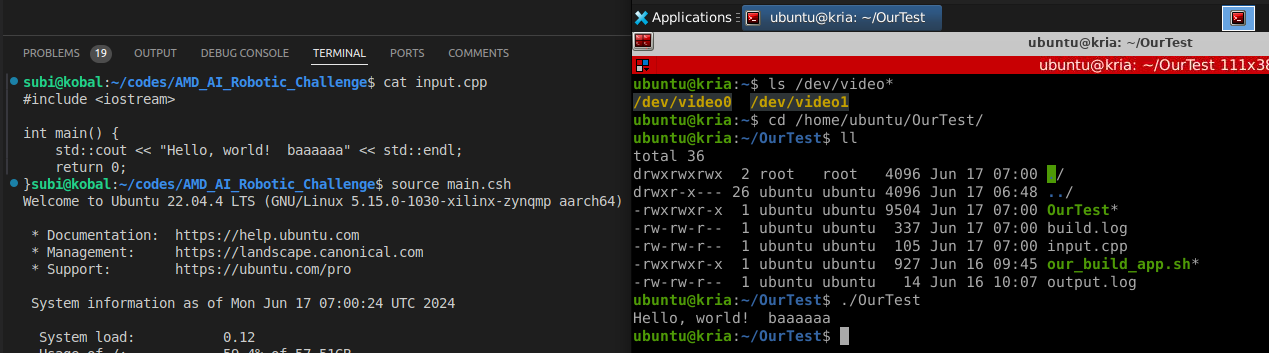 PROBLEMS 19 OUTPUT DEBUG CONSOLE TERMINAL PORTS COMMENTS
subi@kobal:~/codes/AMD_AI_Robotic_Challenge$ cat input.cpp
#include <iostream>
int main() {
    std::cout << "Hello, world!  baaaaaa" << std::endl;
    return 0;
}subi@kobal:~/codes/AMD_AI_Robotic_Challenge$ source main.csh
Welcome to Ubuntu 22.04.4 LTS (GNU/Linux 5.15.0-1030-xilinx-zynqmp aarch64)
 * Documentation:  https://help.ubuntu.com
 * Management:     https://landscape.canonical.com
 * Support:        https://ubuntu.com/pro
 System information as of Mon Jun 17 07:00:24 UTC 2024
  System load:           0.12
Applications ubuntu@kria: ~/OurTest
ubuntu@kria: ~/OurTest
ubuntu@kria: ~/OurTest 111x38
ubuntu@kria:~$ ls /dev/video*
/dev/video0  /dev/video1
ubuntu@kria:~$ cd /home/ubuntu/OurTest/
ubuntu@kria:~/OurTest$ ll
total 36
drwxrwxrwx  2 root   root   4096 Jun 17 07:00 ./
drwxr-x--- 26 ubuntu ubuntu 4096 Jun 17 06:48 ../
-rwxrwxr-x  1 ubuntu ubuntu 9504 Jun 17 07:00 OurTest*
-rw-rw-r--  1 ubuntu ubuntu  337 Jun 17 07:00 build.log
-rw-rw-r--  1 ubuntu ubuntu  105 Jun 17 07:00 input.cpp
-rwxrwxr-x  1 ubuntu ubuntu  927 Jun 16 09:45 our_build_app.sh*
-rw-rw-r--  1 ubuntu ubuntu   14 Jun 16 10:07 output.log
ubuntu@kria:~/OurTest$ ./OurTest
Hello, world!  baaaaaa
ubuntu@kria:~/OurTest$